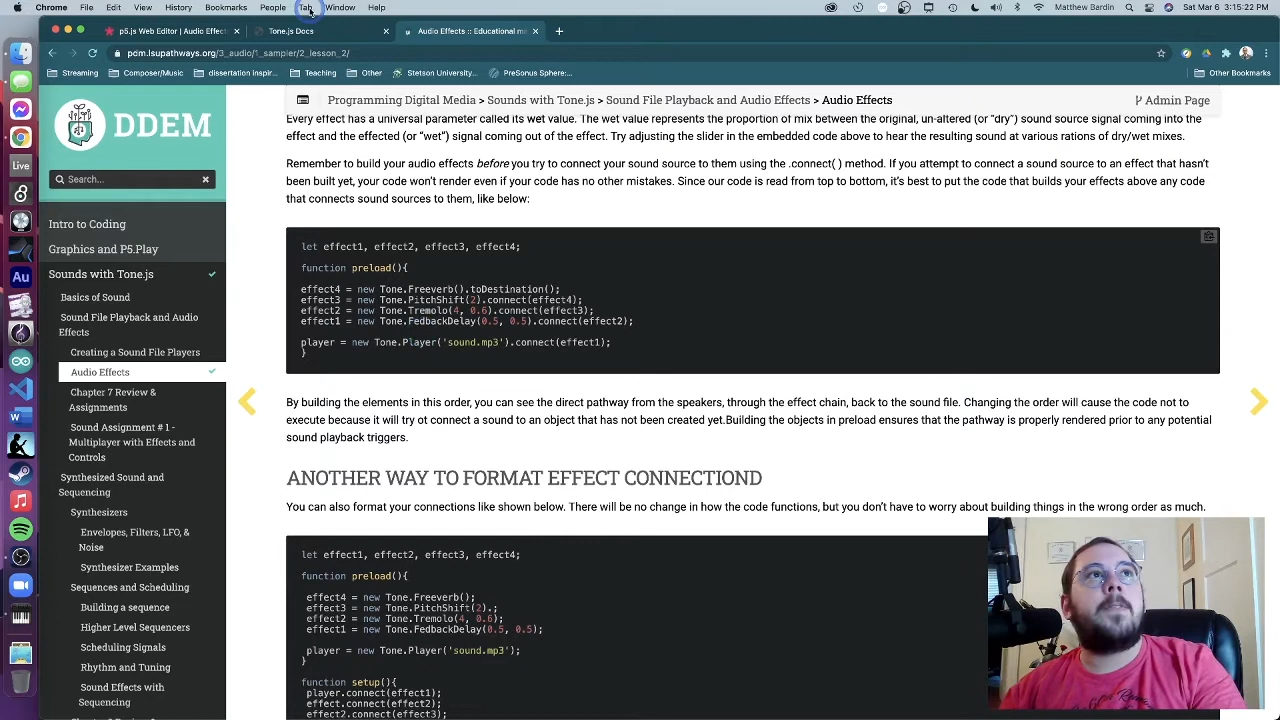 Chrome File Edit View History Bookmarks People Tab Window Help
Sat Mar 6 3:15:22 PM
p5.js Web Editor | Audio Effect
Tone.js Docs
Audio Effects :: Educational m
pdm.lsupathways.org/3_audio/1_sampler/2_lesson_2/
Streaming Composer/Music dissertation inspir... Teaching Other Stetson University... PreSonus Sphere:... Other Bookmarks
DDEM
Search...
Intro to Coding
Graphics and P5.Play
Sounds with Tone.js
Basics of Sound
Sound File Playback and Audio
Effects
Creating a Sound File Players
Audio Effects
Chapter 7 Review &
Assignments
Sound Assignment # 1 -
Multiplayer with Effects and
Controls
Synthesized Sound and
Sequencing
Synthesizers
Envelopes, Filters, LFO, &
Noise
Synthesizer Examples
Sequences and Scheduling
Building a sequence
Higher Level Sequencers
Scheduling Signals
Rhythm and Tuning
Sound Effects with
Sequencing
Programming Digital Media > Sounds with Tone.js > Sound File Playback and Audio Effects > Audio Effects
Admin Page
Every effect has a universal parameter called its wet value. The wet value represents the proportion of mix between the original, un-altered (or “dry”) sound source signal coming into the
effect and the effected (or “wet”) signal coming out of the effect. Try adjusting the slider in the embedded code above to hear the resulting sound at various rations of dry/wet mixes.
Remember to build your audio effects before you try to connect your sound source to them using the .connect( ) method. If you attempt to connect a sound source to an effect that hasn’t
been built yet, your code won’t render even if your code has no other mistakes. Since our code is read from top to bottom, it’s best to put the code that builds your effects above any code
that connects sound sources to them, like below:
let effect1, effect2, effect3, effect4;
function preload(){
effect4 = new Tone.Freeverb().toDestination();
effect3 = new Tone.PitchShift(2).connect(effect4);
effect2 = new Tone.Tremolo(4, 0.6).connect(effect3);
effect1 = new Tone.FedbackDelay(0.5, 0.5).connect(effect2);
player = new Tone.Player('sound.mp3').connect(effect1);
}
By building the elements in this order, you can see the direct pathway from the speakers, through the effect chain, back to the sound file. Changing the order will cause the code not to
execute because it will try ot connect a sound to an object that has not been created yet.Building the objects in preload ensures that the pathway is properly rendered prior to any potential
sound playback triggers.
ANOTHER WAY TO FORMAT EFFECT CONNECTIOND
You can also format your connections like shown below. There will be no change in how the code functions, but you don’t have to worry about building things in the wrong order as much.
let effect1, effect2, effect3, effect4;
function preload(){
effect4 = new Tone.Freeverb();
effect3 = new Tone.PitchShift(2).;
effect2 = new Tone.Tremolo(4, 0.6);
effect1 = new Tone.FedbackDelay(0.5, 0.5);
player = new Tone.Player('sound.mp3');
}
function setup(){
player.connect(effect1);
effect.connect(effect2);
effect2.connect(effect3);